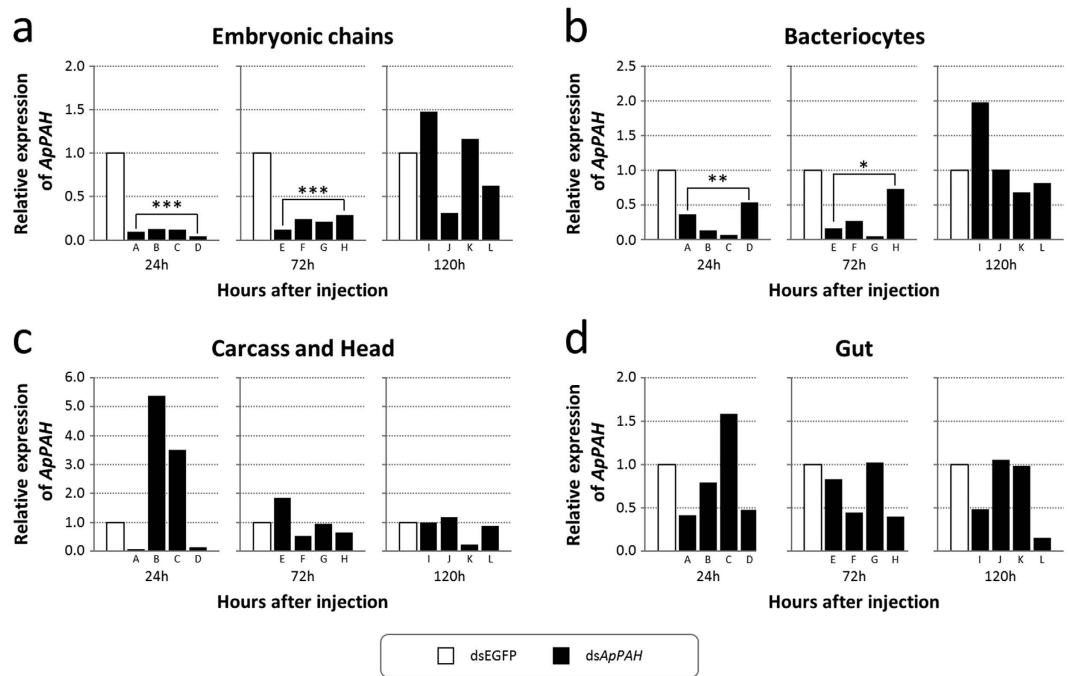 a
Embryonic chains
Relative expression
of ApPAH
2.0
1.5
1.0
0.5
0.0
***
A B C D
24h
***
E F G H
72h
I J K L
120h
Hours after injection
b
Bacteriocytes
Relative expression
of ApPAH
2.5
2.0
1.5
1.0
0.5
0.0
**
A B C D
24h
*
E F G H
72h
I J K L
120h
Hours after injection
c
Carcass and Head
Relative expression
of ApPAH
6.0
5.0
4.0
3.0
2.0
1.0
0.0
A B C D
24h
E F G H
72h
I J K L
120h
Hours after injection
d
Gut
Relative expression
of ApPAH
2.0
1.5
1.0
0.5
0.0
A B C D
24h
E F G H
72h
I J K L
120h
Hours after injection
dsEGFP dsApPAH